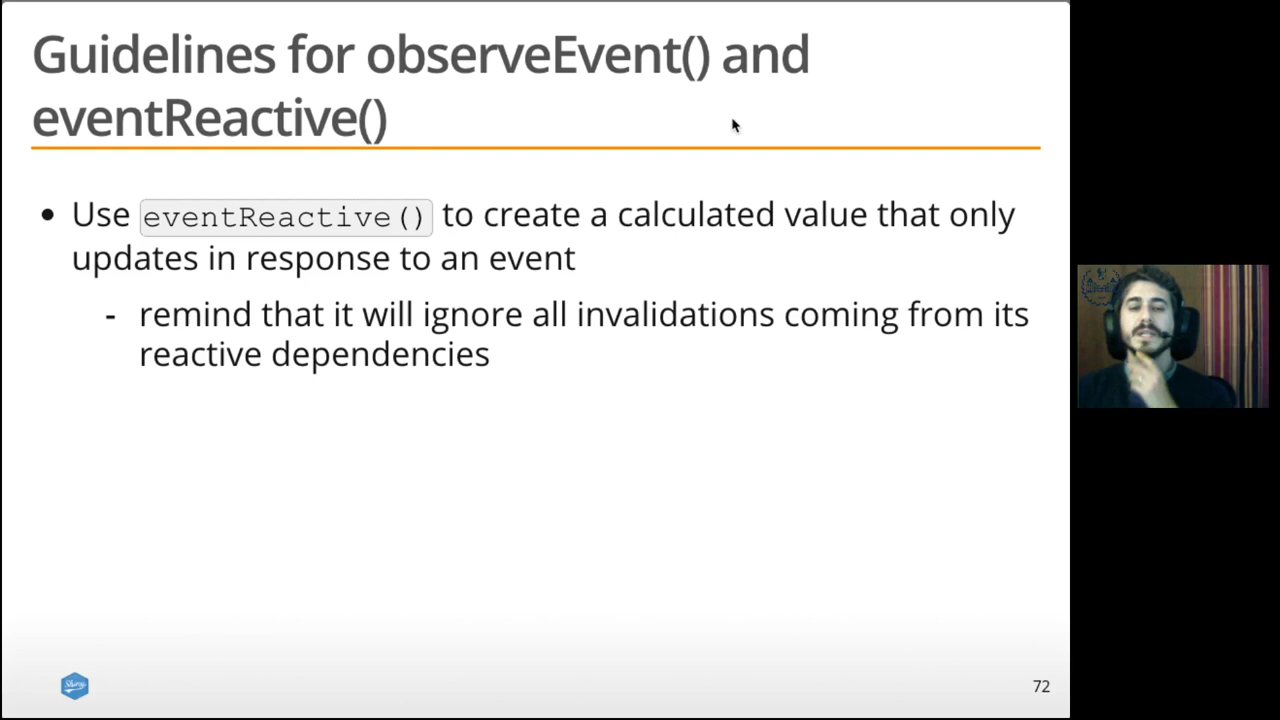 Guidelines for observeEvent() and
eventReactive()
• Use eventReactive() to create a calculated value that only
updates in response to an event
- remind that it will ignore all invalidations coming from its
reactive dependencies
Shiny
72